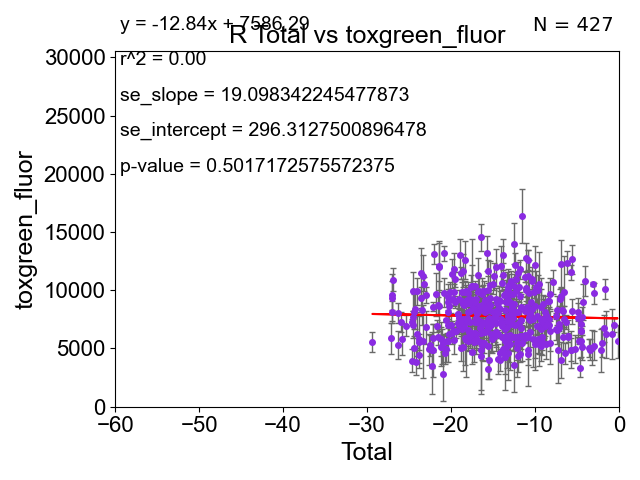 y = -12.84x + 7586.29
N = 427
R Total vs toxgreen_fluor
r^2 = 0.00
se_slope = 19.098342245477873
se_intercept = 296.3127500896478
p-value = 0.5017172575572375
30000
25000
20000
15000
10000
5000
0
toxgreen_fluor
−60 −50 −40 −30 −20 −10 0
Total